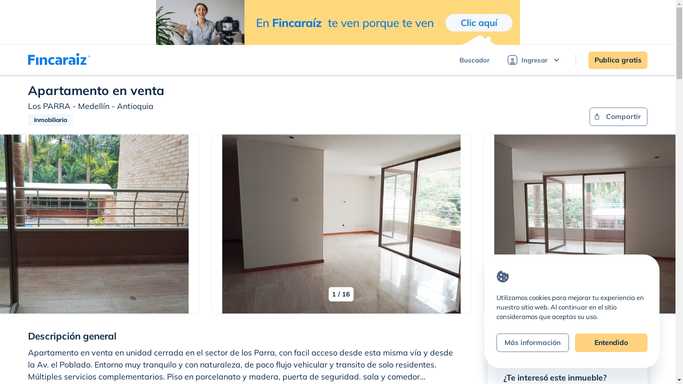 En Fincaraíz te ven porque te ven
Clic aquí
Fincaraiz
Buscador
Ingresar
Publica gratis
Apartamento en venta
Los PARRA - Medellín - Antioquia
Inmobiliaria
Compartir
1 / 16
Utilizamos cookies para mejorar tu experiencia en
nuestro sitio web. Al continuar en el sitio
consideramos que aceptas su uso.
Más información
Entendido
Descripción general
Apartamento en venta en unidad cerrada en el sector de los Parra, con facil acceso desde esta misma vía y desde
la Av. el Poblado. Entorno muy tranquilo y con naturaleza, de poco flujo vehicular y transito de solo residentes.
Múltiples servicios complementarios. Piso en porcelanato y madera, puerta de seguridad, sala y comedor...
¿Te interesó este inmueble?